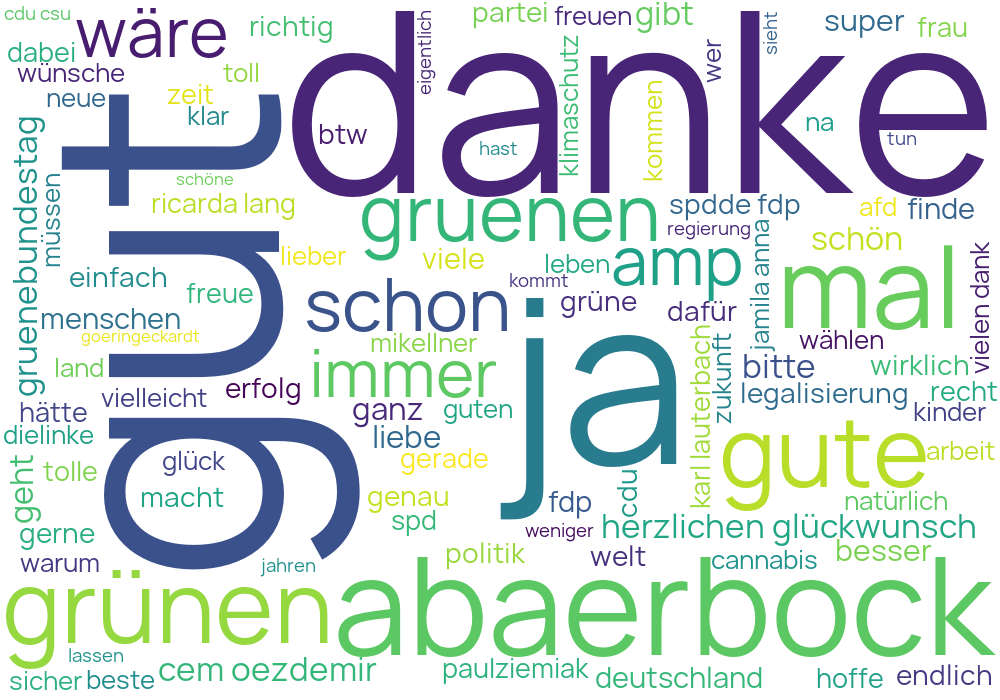 cdu csu
wäre
richtig
eigentlich
partei
freuen
gibt
sieht
super
frau
dabei
wünsche
toll
danke
klimaschutz
wer
neue
zeit
klar
gut
btw
hast
kommen
na
tun
gruenebundestag
müssen
schöne
ricarda lang
gruenen
spdde fdp
afd
finde
regierung
lieber
viele
leben
amp
jamila anna
schön
mal
vielen dank
einfach
freue
schon
kommt
grüne
dafür
menschen
goeringeckardt
ja
mikellner
wählen
land
vielleicht
erfolg
immer
karl lauterbach
zukunft
bitte
wirklich
legalisierung
recht
hätte
ganz
guten
kinder
dielinke
liebe
gute
arbeit
geht
tolle
glück
gerade
macht
genau
fdp
cdu
natürlich
gerne
spd
weniger
herzlichen glückwunsch
warum
jahren
politik
welt
cannabis
besser
grünen
abaerbock
lassen
sicher
beste
cem oezdemir
paulziemiak
deutschland
hoffe
endlich